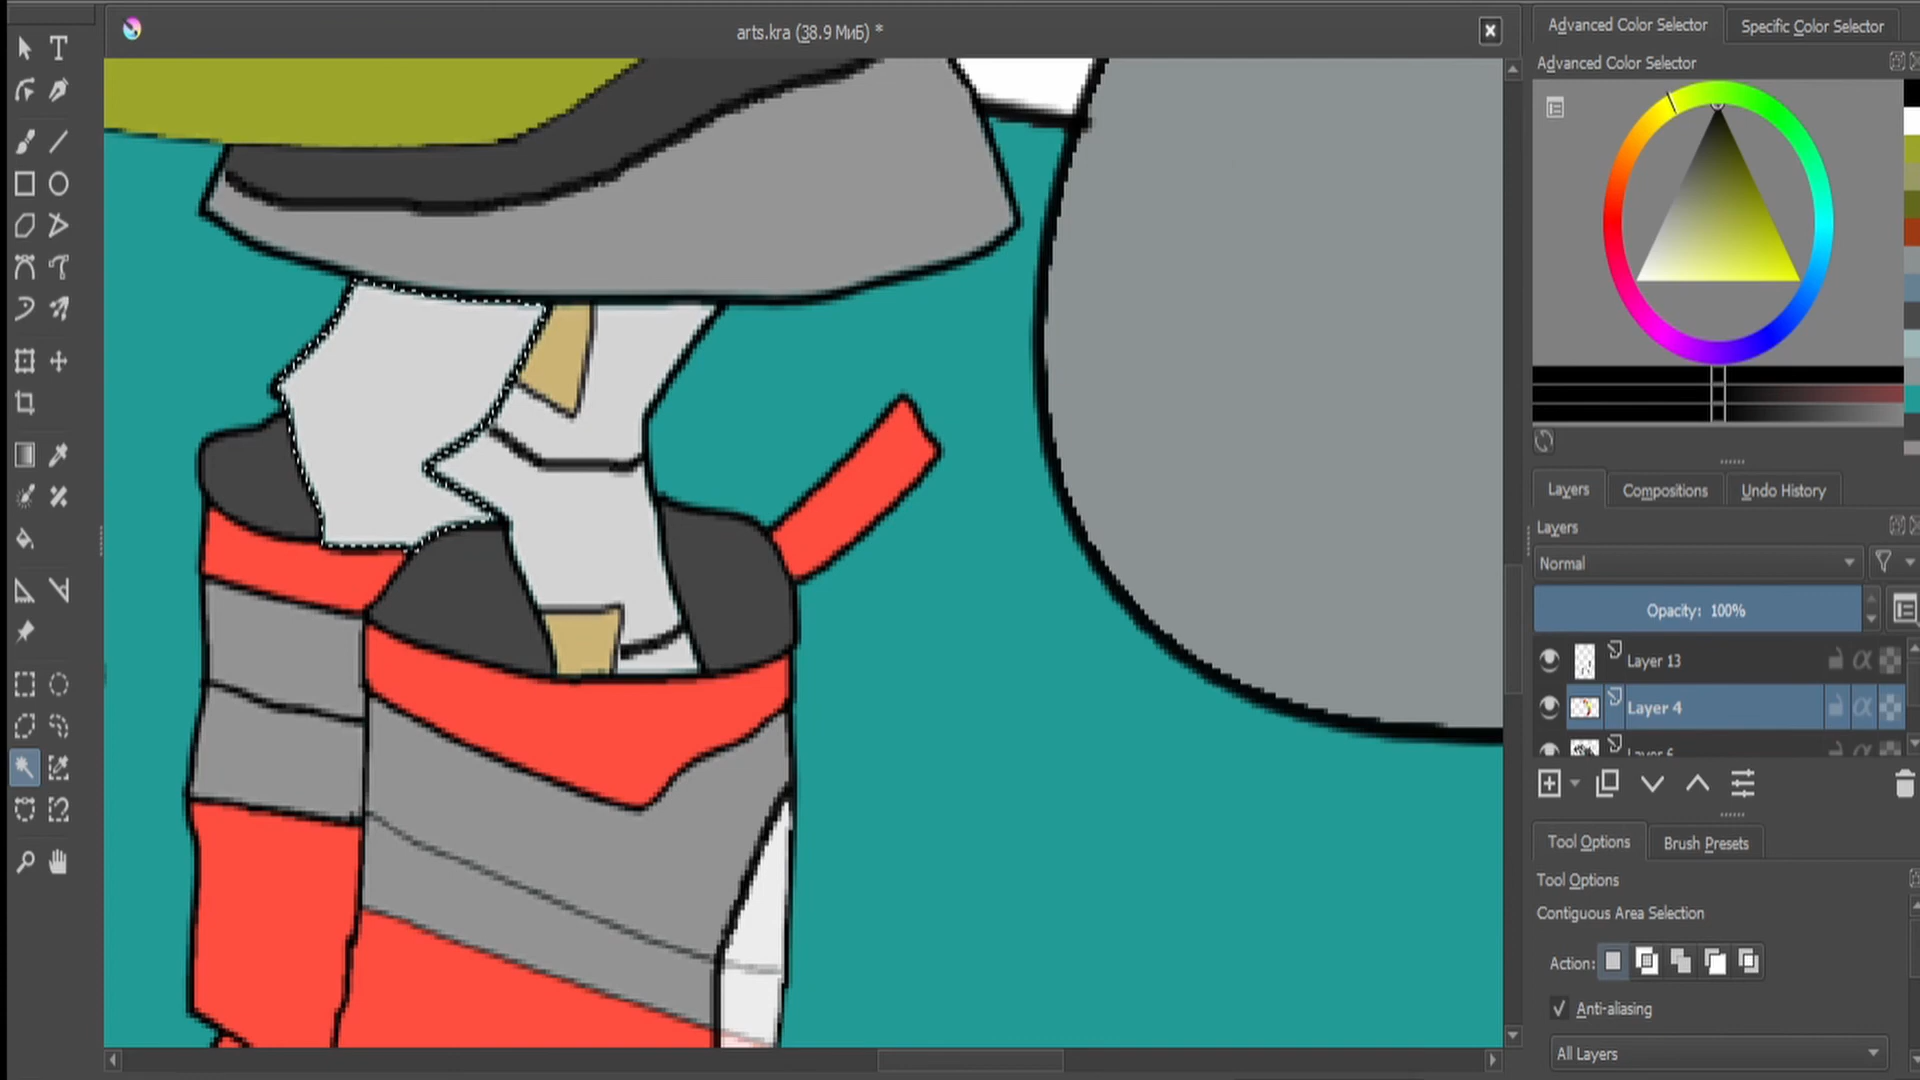 arts.kra (38.9 МиБ) *
Advanced Color Selector
Specific Color Selector
Advanced Color Selector
Layers
Compositions
Undo History
Layers
Normal
Opacity: 100%
Layer 13
Layer 4
Layer 6
Tool Options
Brush Presets
Tool Options
Contiguous Area Selection
Action:
Anti-aliasing
All Layers